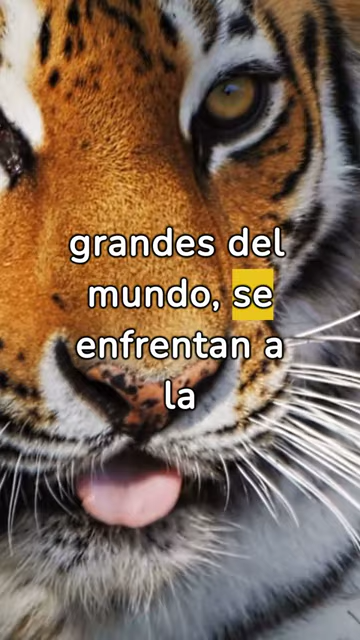 grandes del
mundo, se
enfrentan a
la